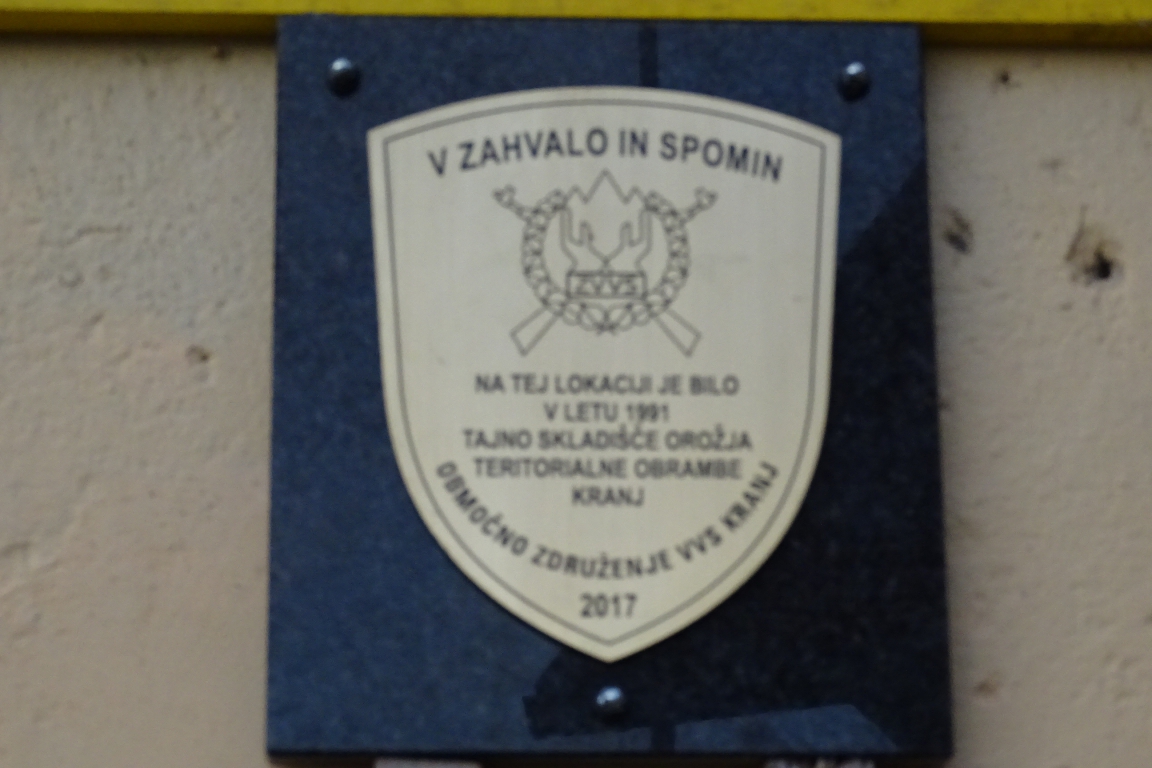 V ZAHVALO IN SPOMIN
ZVVS
NA TEJ LOKACIJI JE BILO
V LETU 1991
TAJNO SKLADIŠČE OROŽJA
TERITORIALNE OBRAMBE
KRANJ
OBMOČNO ZDRUŽENJE VVS KRANJ
2017